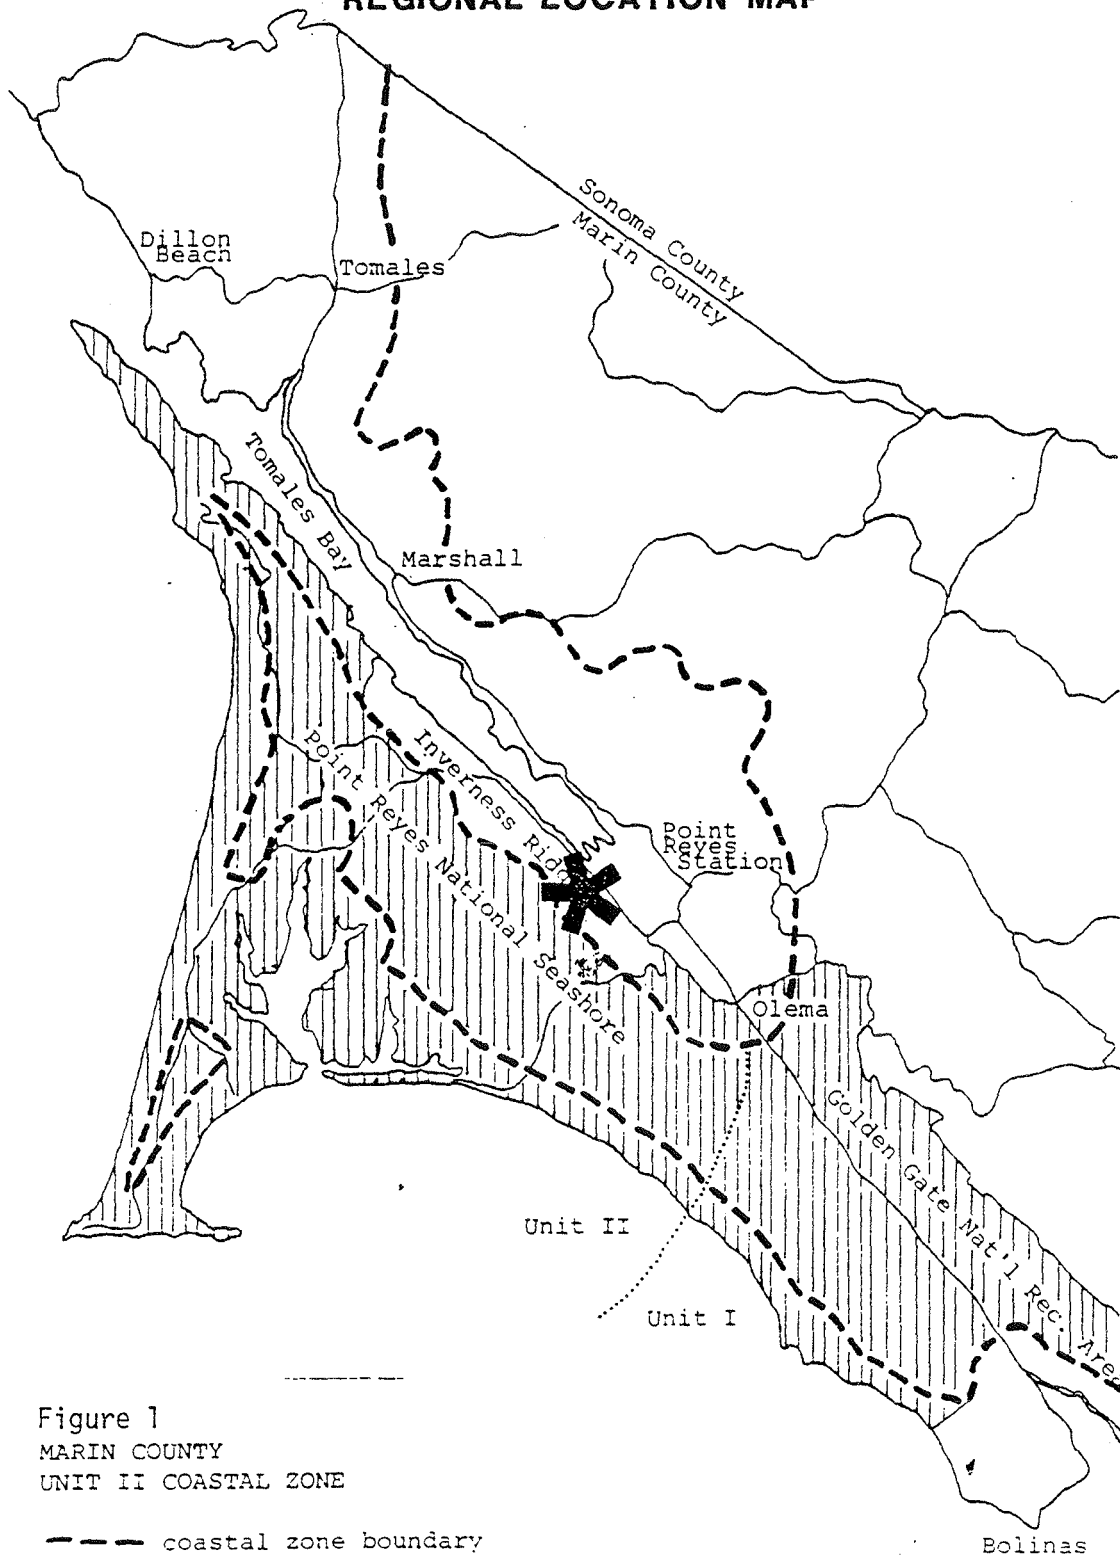 REGIONAL LOCATION MAP
Sonoma County
Marin County
Dillon
Beach
Tomales
Tomales Bay
Marshall
Inverness Ridge
Point Reyes National Seashore
Point
Reyes
Station
Olema
Golden Gate Nat'l Rec. Area
Unit II
Unit I
Figure 1
MARIN COUNTY
UNIT II COASTAL ZONE
coastal zone boundary
Bolinas